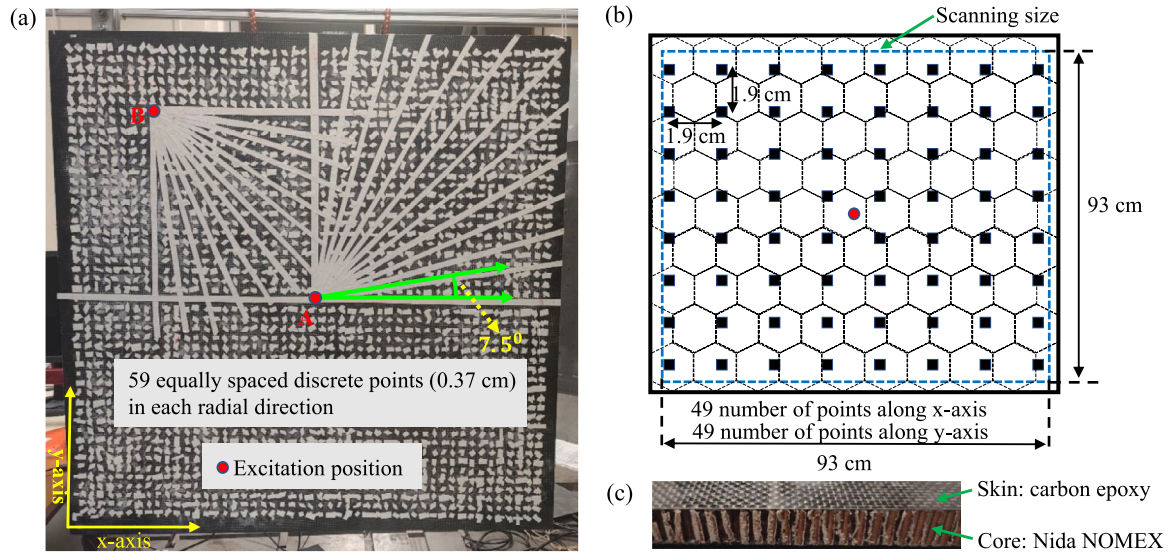 (a)
B
A
7.5⁰
59 equally spaced discrete points (0.37 cm)
in each radial direction
Excitation position
y-axis
x-axis
(b)
Scanning size
1.9 cm
1.9 cm
93 cm
49 number of points along x-axis
49 number of points along y-axis
93 cm
(c)
Skin: carbon epoxy
Core: Nida NOMEX